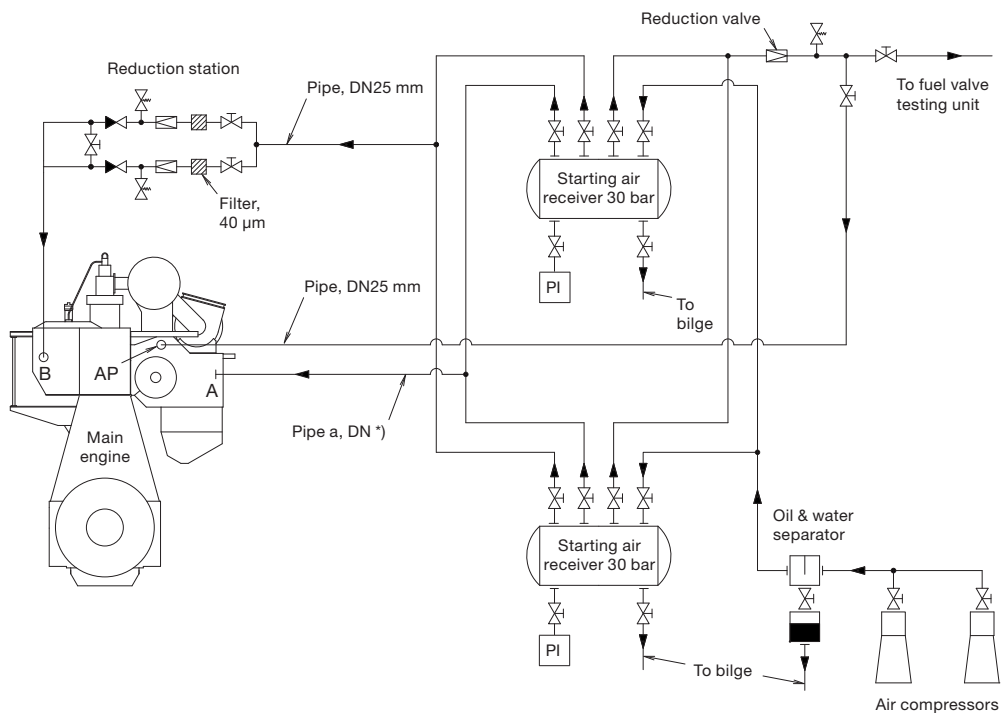 Reduction valve
Reduction station
Pipe, DN25 mm
To fuel valve
testing unit
Starting air
receiver 30 bar
Filter,
40 µm
PI
To
bilge
Pipe, DN25 mm
B
AP
A
Pipe a, DN *)
Main
engine
Oil & water
separator
Starting air
receiver 30 bar
PI
To bilge
Air compressors